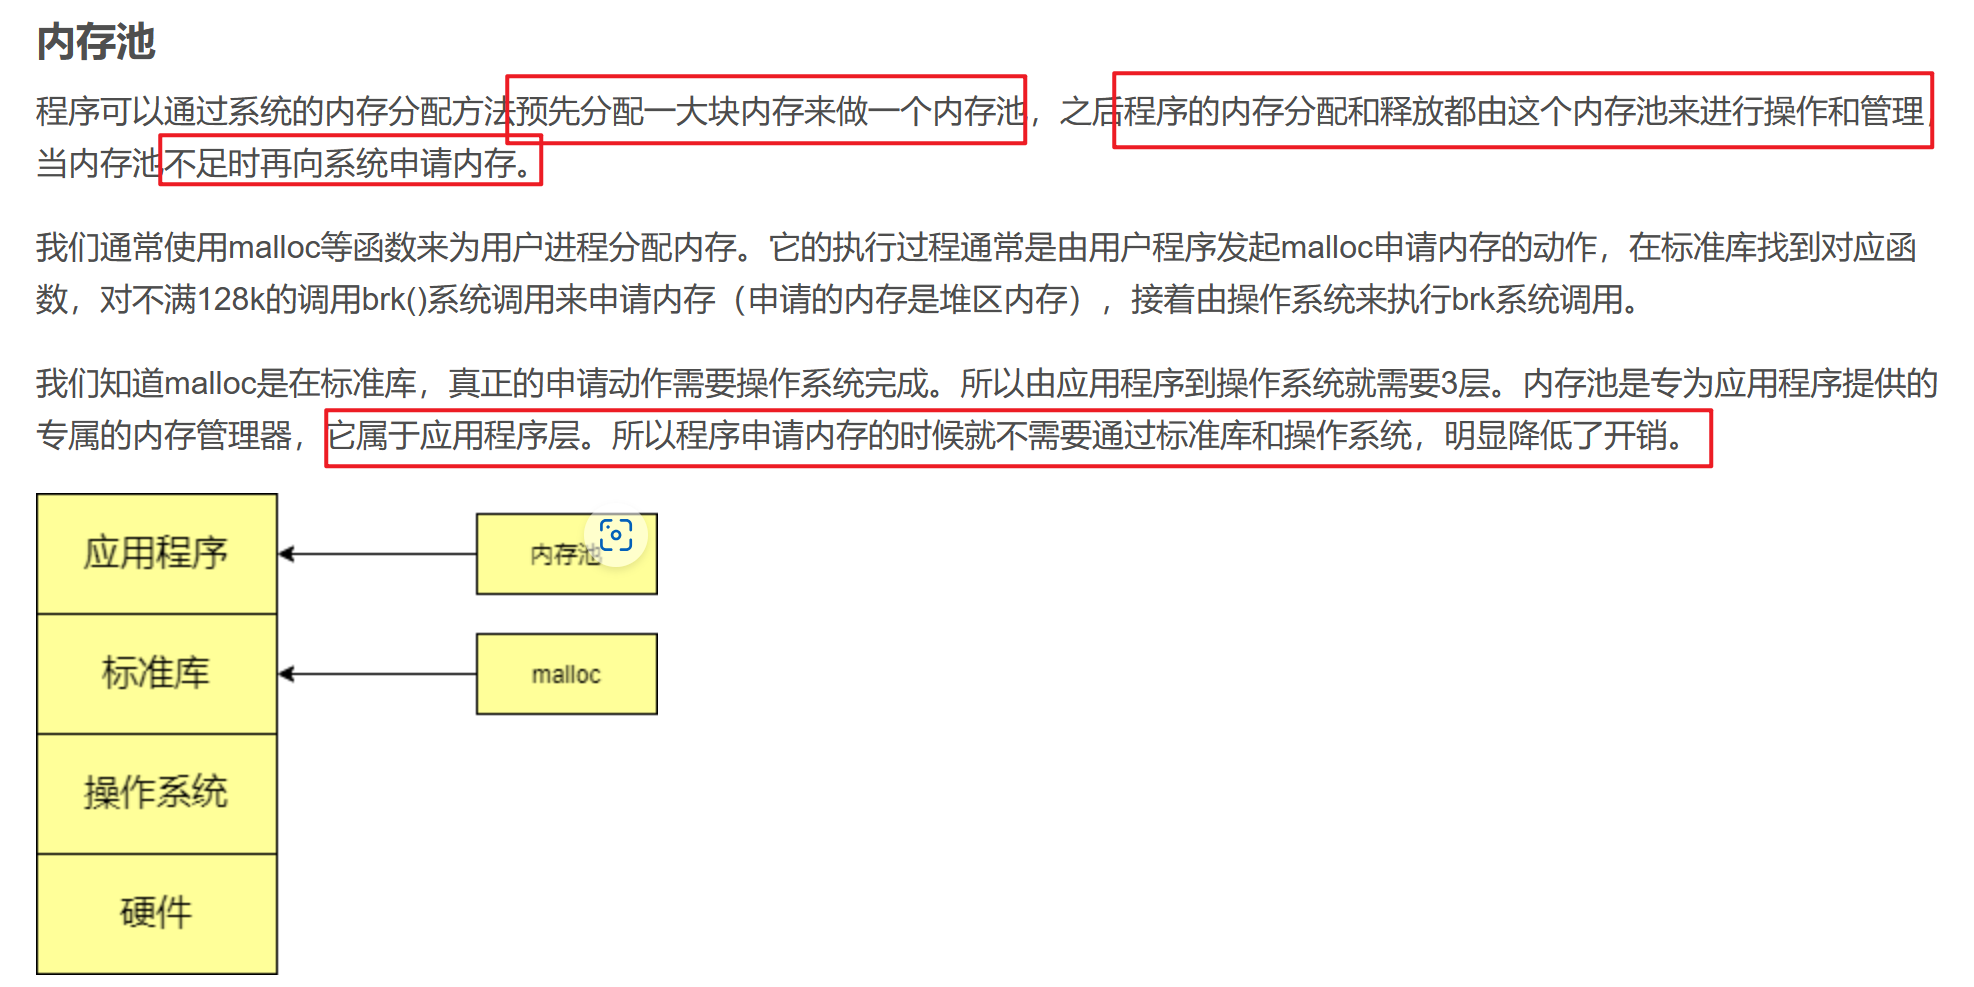 内存池
程序可以通过系统的内存分配方法预先分配一大块内存来做一个内存池，之后程序的内存分配和释放都由这个内存池来进行操作和管理，
当内存池不足时再向系统申请内存。
我们通常使用malloc等函数来为用户进程分配内存。它的执行过程通常是由用户程序发起malloc申请内存的动作，在标准库找到对应函
数，对不满128k的调用brk()系统调用来申请内存（申请的内存是堆区内存），接着由操作系统来执行brk系统调用。
我们知道malloc是在标准库，真正的申请动作需要操作系统完成。所以由应用程序到操作系统就需要3层。内存池是专为应用程序提供的
专属的内存管理器，它属于应用程序层。所以程序申请内存的时候就不需要通过标准库和操作系统，明显降低了开销。
应用程序
内存池
标准库
malloc
操作系统
硬件